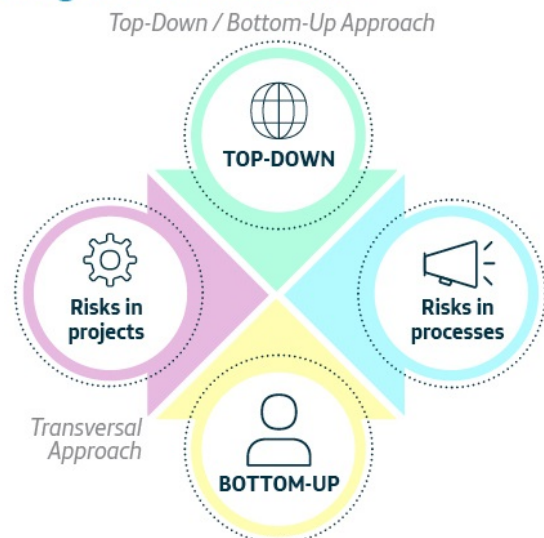 Top-Down / Bottom-Up Approach
TOP-DOWN
Risks in
projects
Risks in
processes
Transversal
Approach
BOTTOM-UP